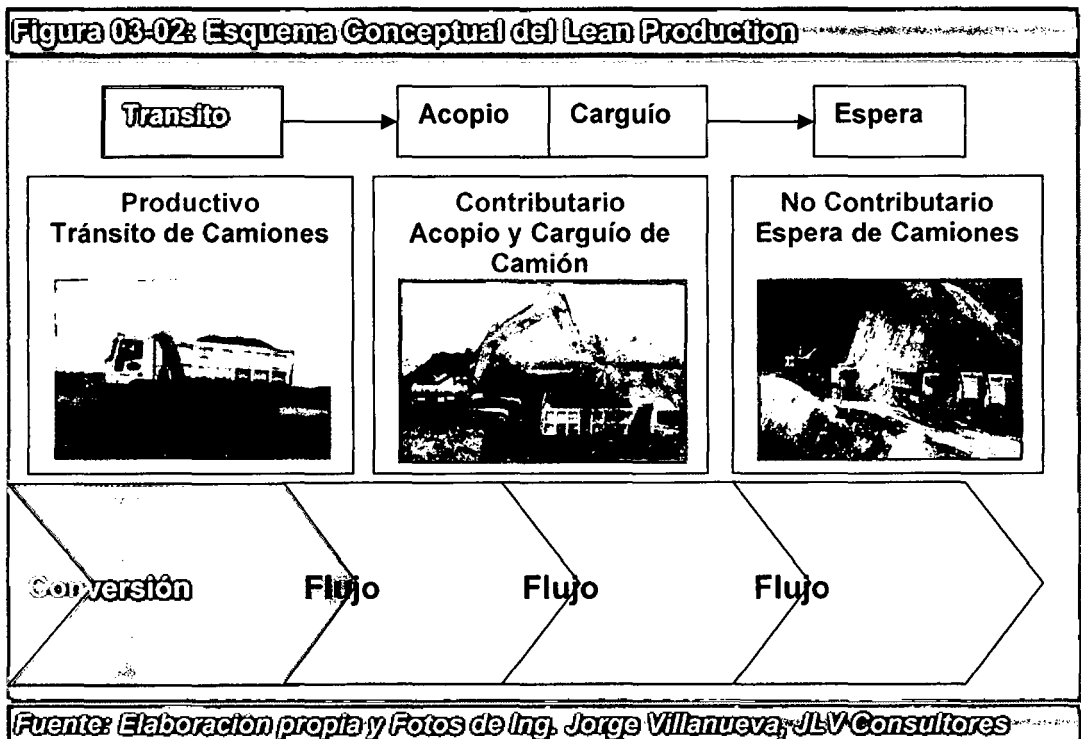 Figura 03-02: Esquema Conceptual del Lean Production
Transito
Acopio
Carguío
Espera
Productivo
Tránsito de Camiones
Contributario
Acopio y Carguío de
Camión
No Contributario
Espera de Camiones
Conversión
Flujo
Flujo
Flujo
Fuente: Elaboración propia y Fotos de Ing. Jorge Villanueva, JLV Consultores